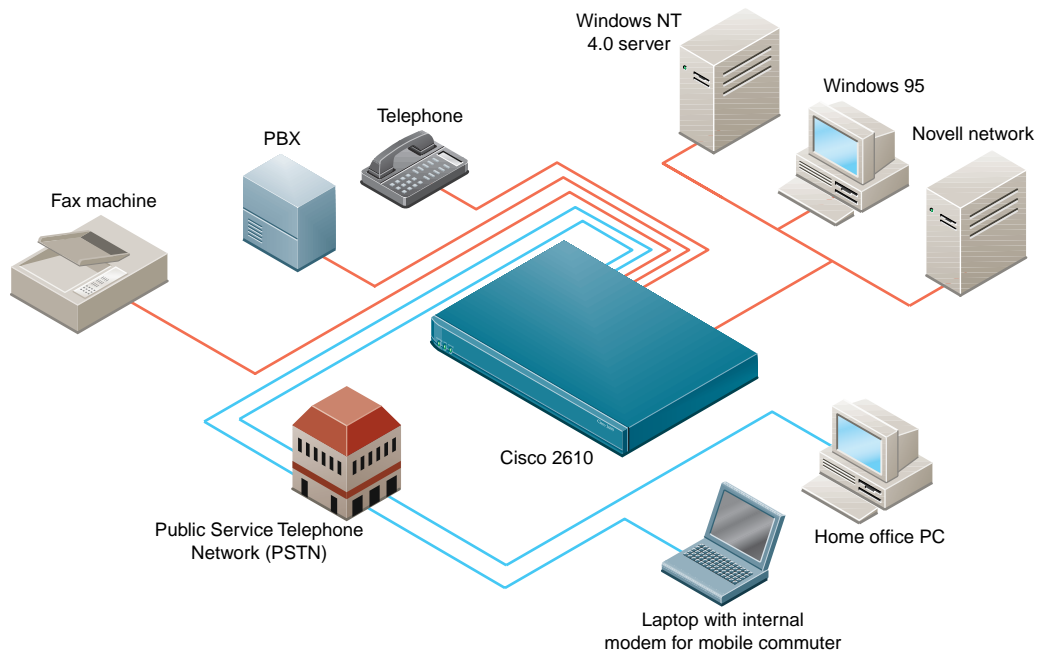 Windows NT
4.0 server
Windows 95
Telephone
Novell network
PBX
Fax machine
Cisco 2610
Public Service Telephone
Network (PSTN)
Home office PC
Laptop with internal
modem for mobile commuter